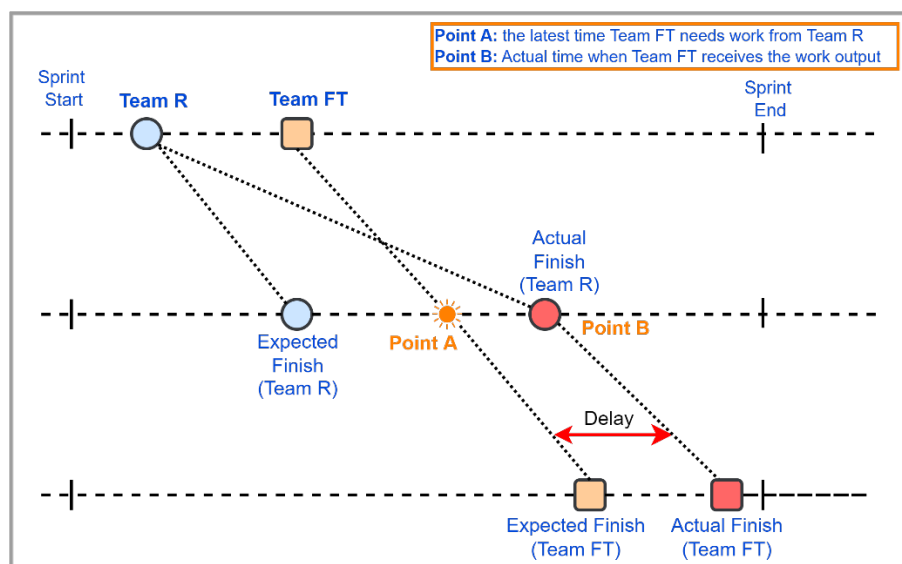 Point A: the latest time Team FT needs work from Team R
Point B: Actual time when Team FT receives the work output
Sprint
Start
Team R
Team FT
Sprint
End
Actual
Finish
(Team R)
Expected
Finish
(Team R)
Point A
Point B
Delay
Expected Finish
(Team FT)
Actual Finish
(Team FT)